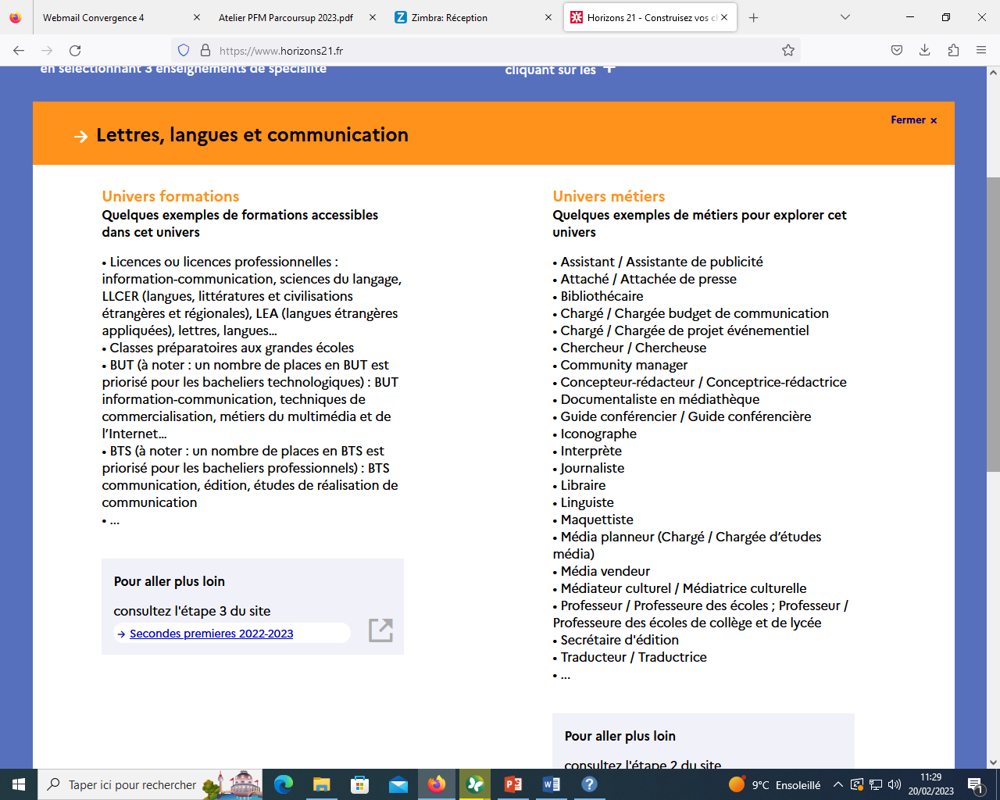 Webmail Convergence 4
Atelier PFM Parcoursup 2023.pdf
Zimbra: Réception
Horizons 21 - Construisez vos c
https://www.horizons21.fr
en sélectionnant 3 enseignements de spécialité
cliquant sur les +
→ Lettres, langues et communication
Fermer ×
Univers formations
Quelques exemples de formations accessibles
dans cet univers
• Licences ou licences professionnelles :
information-communication, sciences du langage,
LLCER (langues, littératures et civilisations
étrangères et régionales), LEA (langues étrangères
appliquées), lettres, langues…
• Classes préparatoires aux grandes écoles
• BUT (à noter : un nombre de places en BUT est
priorisé pour les bacheliers technologiques) : BUT
information-communication, techniques de
commercialisation, métiers du multimédia et de
l’Internet…
• BTS (à noter : un nombre de places en BTS est
priorisé pour les bacheliers professionnels) : BTS
communication, édition, études de réalisation de
communication
• ...
Pour aller plus loin
consultez l'étape 3 du site
→ Secondes premieres 2022-2023
Univers métiers
Quelques exemples de métiers pour explorer cet
univers
• Assistant / Assistante de publicité
• Attaché / Attachée de presse
• Bibliothécaire
• Chargé / Chargée budget de communication
• Chargé / Chargée de projet événementiel
• Chercheur / Chercheuse
• Community manager
• Concepteur-rédacteur / Conceptrice-rédactrice
• Documentaliste en médiathèque
• Guide conférencier / Guide conférencière
• Iconographe
• Interprète
• Journaliste
• Libraire
• Linguiste
• Maquettiste
• Média planneur (Chargé / Chargée d’études
média)
• Média vendeur
• Médiateur culturel / Médiatrice culturelle
• Professeur / Professeure des écoles ; Professeur /
Professeure des écoles de collège et de lycée
• Secrétaire d'édition
• Traducteur / Traductrice
• ...
Pour aller plus loin
consultez l'étape 2 du site
Taper ici pour rechercher
9°C Ensoleillé
11:29
20/02/2023
1